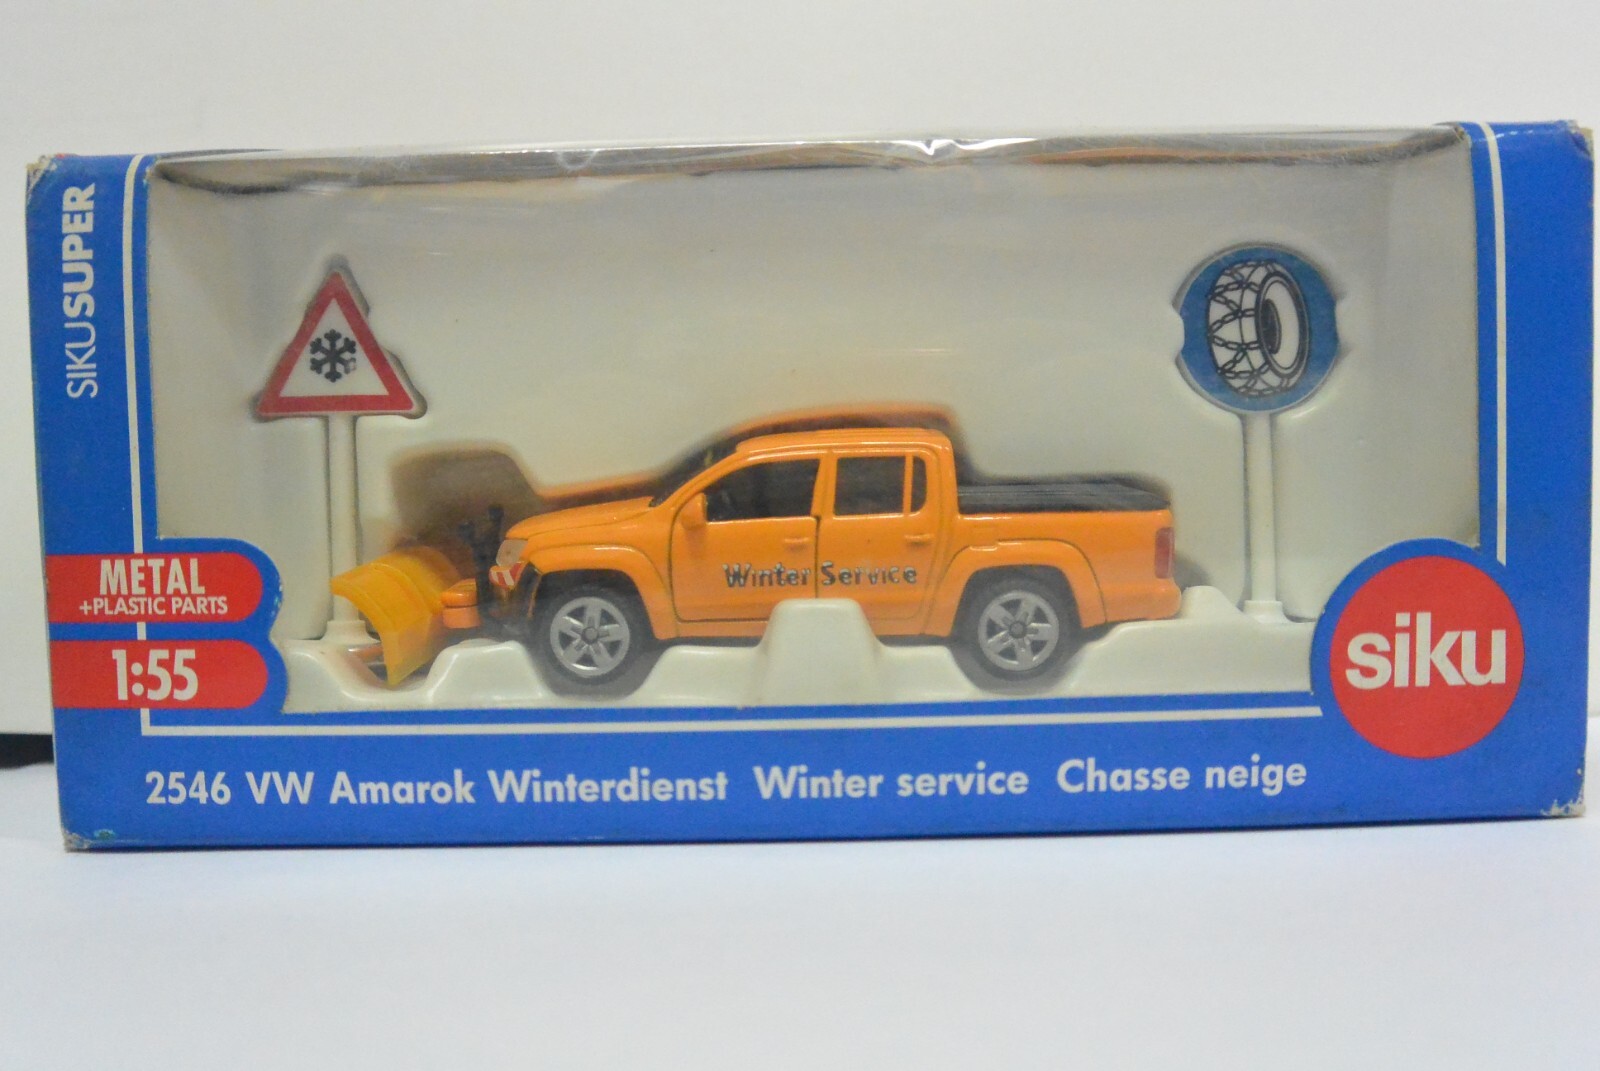 SIKUSUPER
Winter Service
METAL
+PLASTIC PARTS
1:55
siku
2546 VW Amarok Winterdienst Winter service Chasse neige